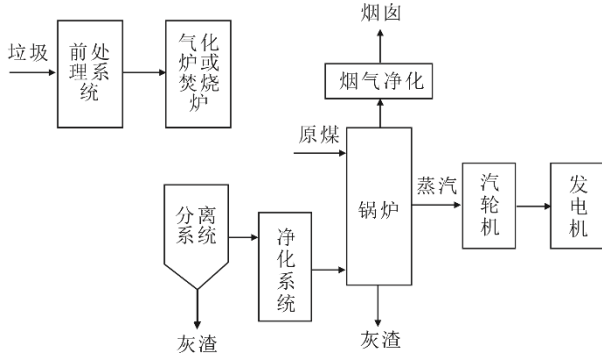 烟囱
垃圾
前处
理系
统
气化
炉或
焚烧
炉
烟气净化
原煤
锅炉
蒸汽
汽
轮
机
发
电
机
分离
系统
净
化
系
统
灰渣
灰渣